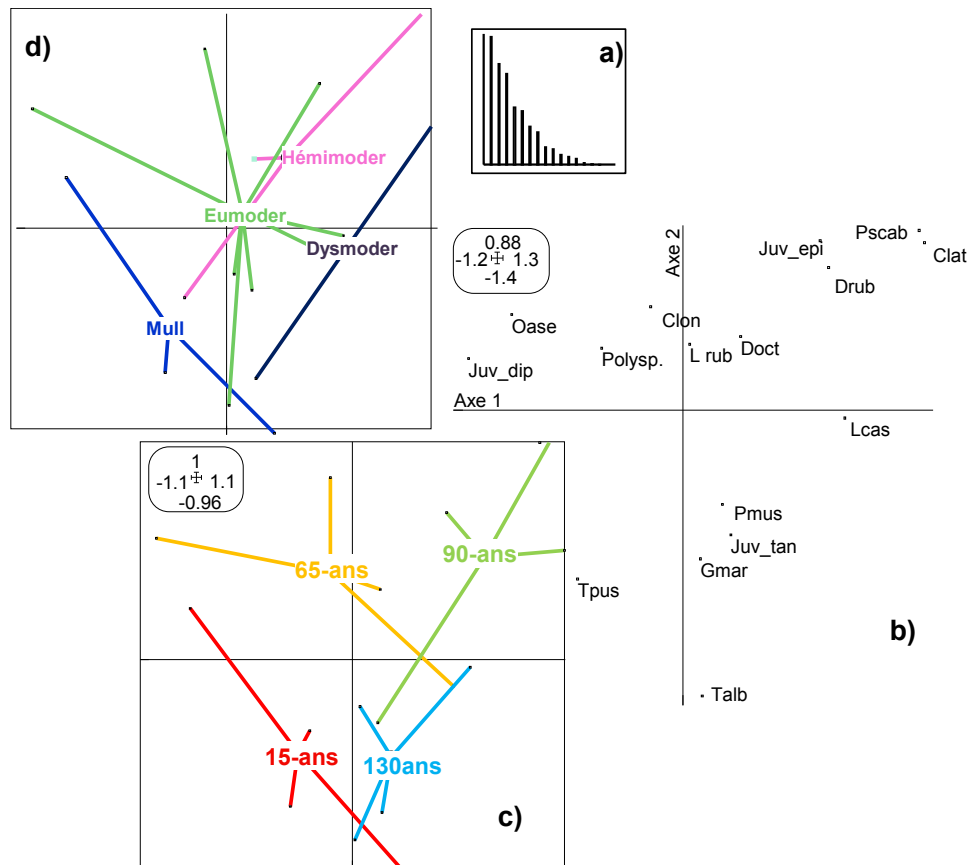 d)
Hémimoder
Eumoder
Dysmoder
Mull
a)
0.88
-1.2 1.3
-1.4
Axe 2
Juv_epi
Pscab
Clat
Drub
Oase
Clon
Polysp.
L rub
Doct
Juv_dip
Axe 1
Lcas
Pmus
Juv_tan
Gmar
Tpus
b)
Talb
1
-1.1 1.1
-0.96
65-ans
90-ans
15-ans
130ans
c)